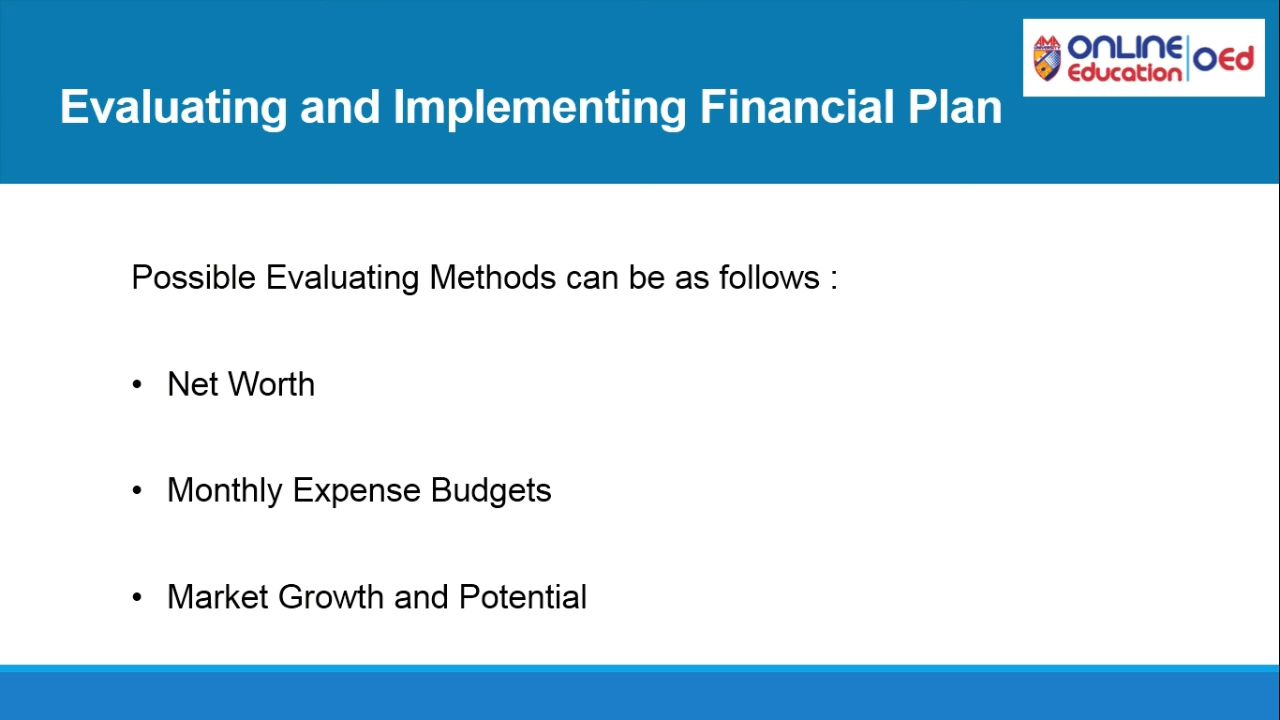 ONLINE
Education
OEd
Evaluating and Implementing Financial Plan
Possible Evaluating Methods can be as follows :
• Net Worth
• Monthly Expense Budgets
• Market Growth and Potential